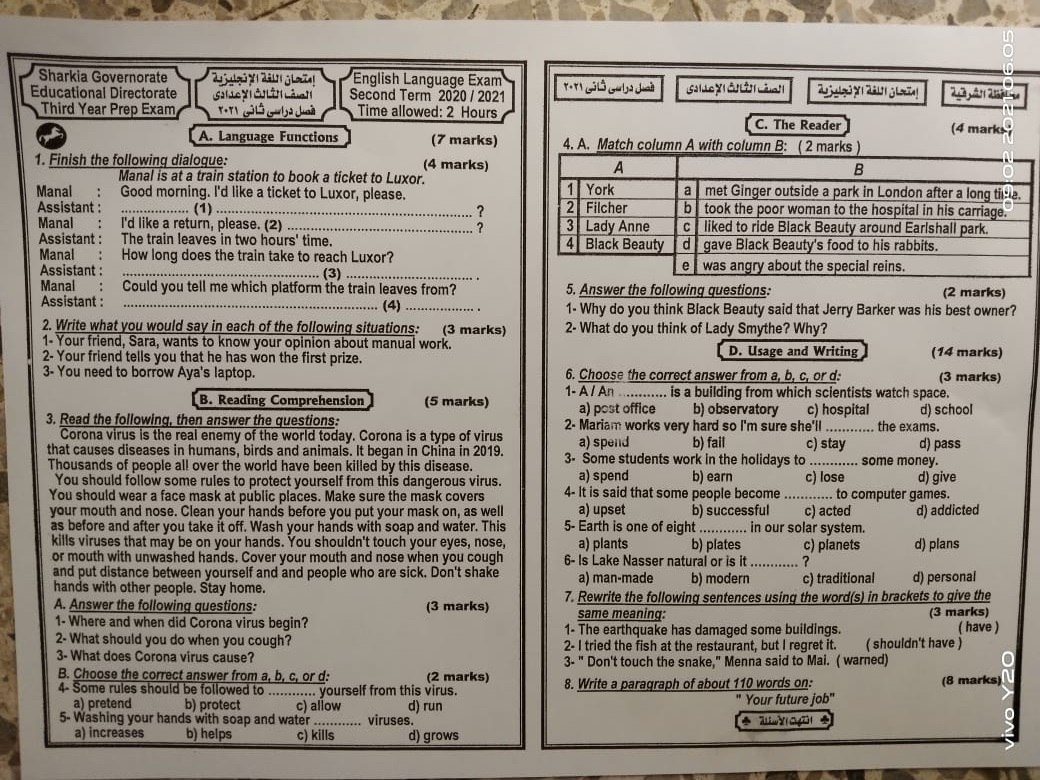 Sharkia Governorate
Educational Directorate
Third Year Prep Exam
إمتحان اللغة الإنجليزية
الصف الثالث الإعدادى
فصل دراسى ثانى ٢٠٢١
English Language Exam
Second Term 2020 / 2021
Time allowed: 2 Hours
A. Language Functions (7 marks)
1. Finish the following dialogue: (4 marks)
Manal is at a train station to book a ticket to Luxor.
Manal : Good morning. I'd like a ticket to Luxor, please.
Assistant : ................ (1) ................................................................ ?
Manal : I'd like a return, please. (2) .............................................. ?
Assistant : The train leaves in two hours' time.
Manal : How long does the train take to reach Luxor?
Assistant : ................................................ (3) ................................ .
Manal : Could you tell me which platform the train leaves from?
Assistant : ................................................................ (4) .................. .
2. Write what you would say in each of the following situations: (3 marks)
1- Your friend, Sara, wants to know your opinion about manual work.
2- Your friend tells you that he has won the first prize.
3- You need to borrow Aya's laptop.
B. Reading Comprehension (5 marks)
3. Read the following, then answer the questions:
Corona virus is the real enemy of the world today. Corona is a type of virus
that causes diseases in humans, birds and animals. It began in China in 2019.
Thousands of people all over the world have been killed by this disease.
You should follow some rules to protect yourself from this dangerous virus.
You should wear a face mask at public places. Make sure the mask covers
your mouth and nose. Clean your hands before you put your mask on, as well
as before and after you take it off. Wash your hands with soap and water. This
kills viruses that may be on your hands. You shouldn't touch your eyes, nose,
or mouth with unwashed hands. Cover your mouth and nose when you cough
and put distance between yourself and and people who are sick. Don't shake
hands with other people. Stay home.
A. Answer the following questions: (3 marks)
1- Where and when did Corona virus begin?
2- What should you do when you cough?
3- What does Corona virus cause?
B. Choose the correct answer from a, b, c, or d: (2 marks)
4- Some rules should be followed to ............ yourself from this virus.
a) pretend b) protect c) allow d) run
5- Washing your hands with soap and water ............ viruses.
a) increases b) helps c) kills d) grows
محافظة الشرقية
إمتحان اللغة الإنجليزية
الصف الثالث الإعدادى
فصل دراسى ثانى ٢٠٢١
C. The Reader (4 marks)
4. A. Match column A with column B: ( 2 marks )
A B
1 York a met Ginger outside a park in London after a long time.
2 Filcher b took the poor woman to the hospital in his carriage.
3 Lady Anne c liked to ride Black Beauty around Earlshall park.
4 Black Beauty d gave Black Beauty's food to his rabbits.
e was angry about the special reins.
5. Answer the following questions: (2 marks)
1- Why do you think Black Beauty said that Jerry Barker was his best owner?
2- What do you think of Lady Smythe? Why?
D. Usage and Writing (14 marks)
6. Choose the correct answer from a, b, c, or d: (3 marks)
1- A / An ............ is a building from which scientists watch space.
a) post office b) observatory c) hospital d) school
2- Mariam works very hard so I'm sure she'll ............ the exams.
a) spend b) fail c) stay d) pass
3- Some students work in the holidays to ............ some money.
a) spend b) earn c) lose d) give
4- It is said that some people become ............ to computer games.
a) upset b) successful c) acted d) addicted
5- Earth is one of eight ............ in our solar system.
a) plants b) plates c) planets d) plans
6- Is Lake Nasser natural or is it ............ ?
a) man-made b) modern c) traditional d) personal
7. Rewrite the following sentences using the word(s) in brackets to give the
same meaning: (3 marks)
1- The earthquake has damaged some buildings. ( have )
2- I tried the fish at the restaurant, but I regret it. ( shouldn't have )
3- " Don't touch the snake," Menna said to Mai. ( warned)
8. Write a paragraph of about 110 words on: (8 marks)
" Your future job"
انتهت الأسئلة
vivo Y20
09:02 2021.06.05